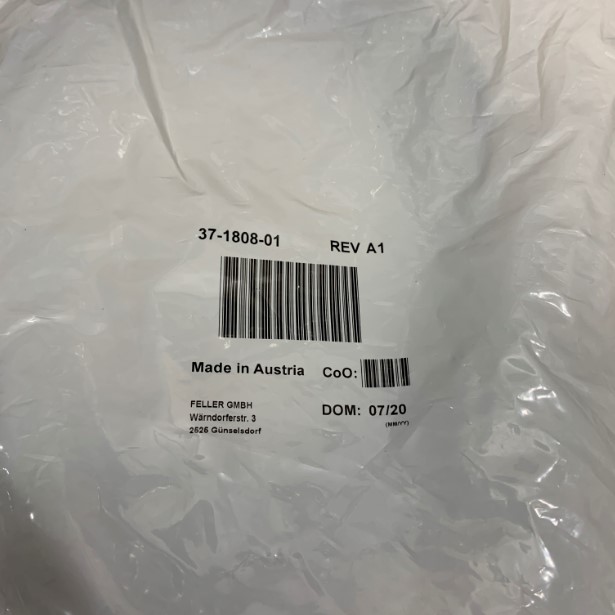 37-1808-01 REV A1
Made in Austria CoO:
FELLER GMBH
Wärndorferstr. 3
2525 Günselsdorf
DOM: 07/20
(MM/YY)